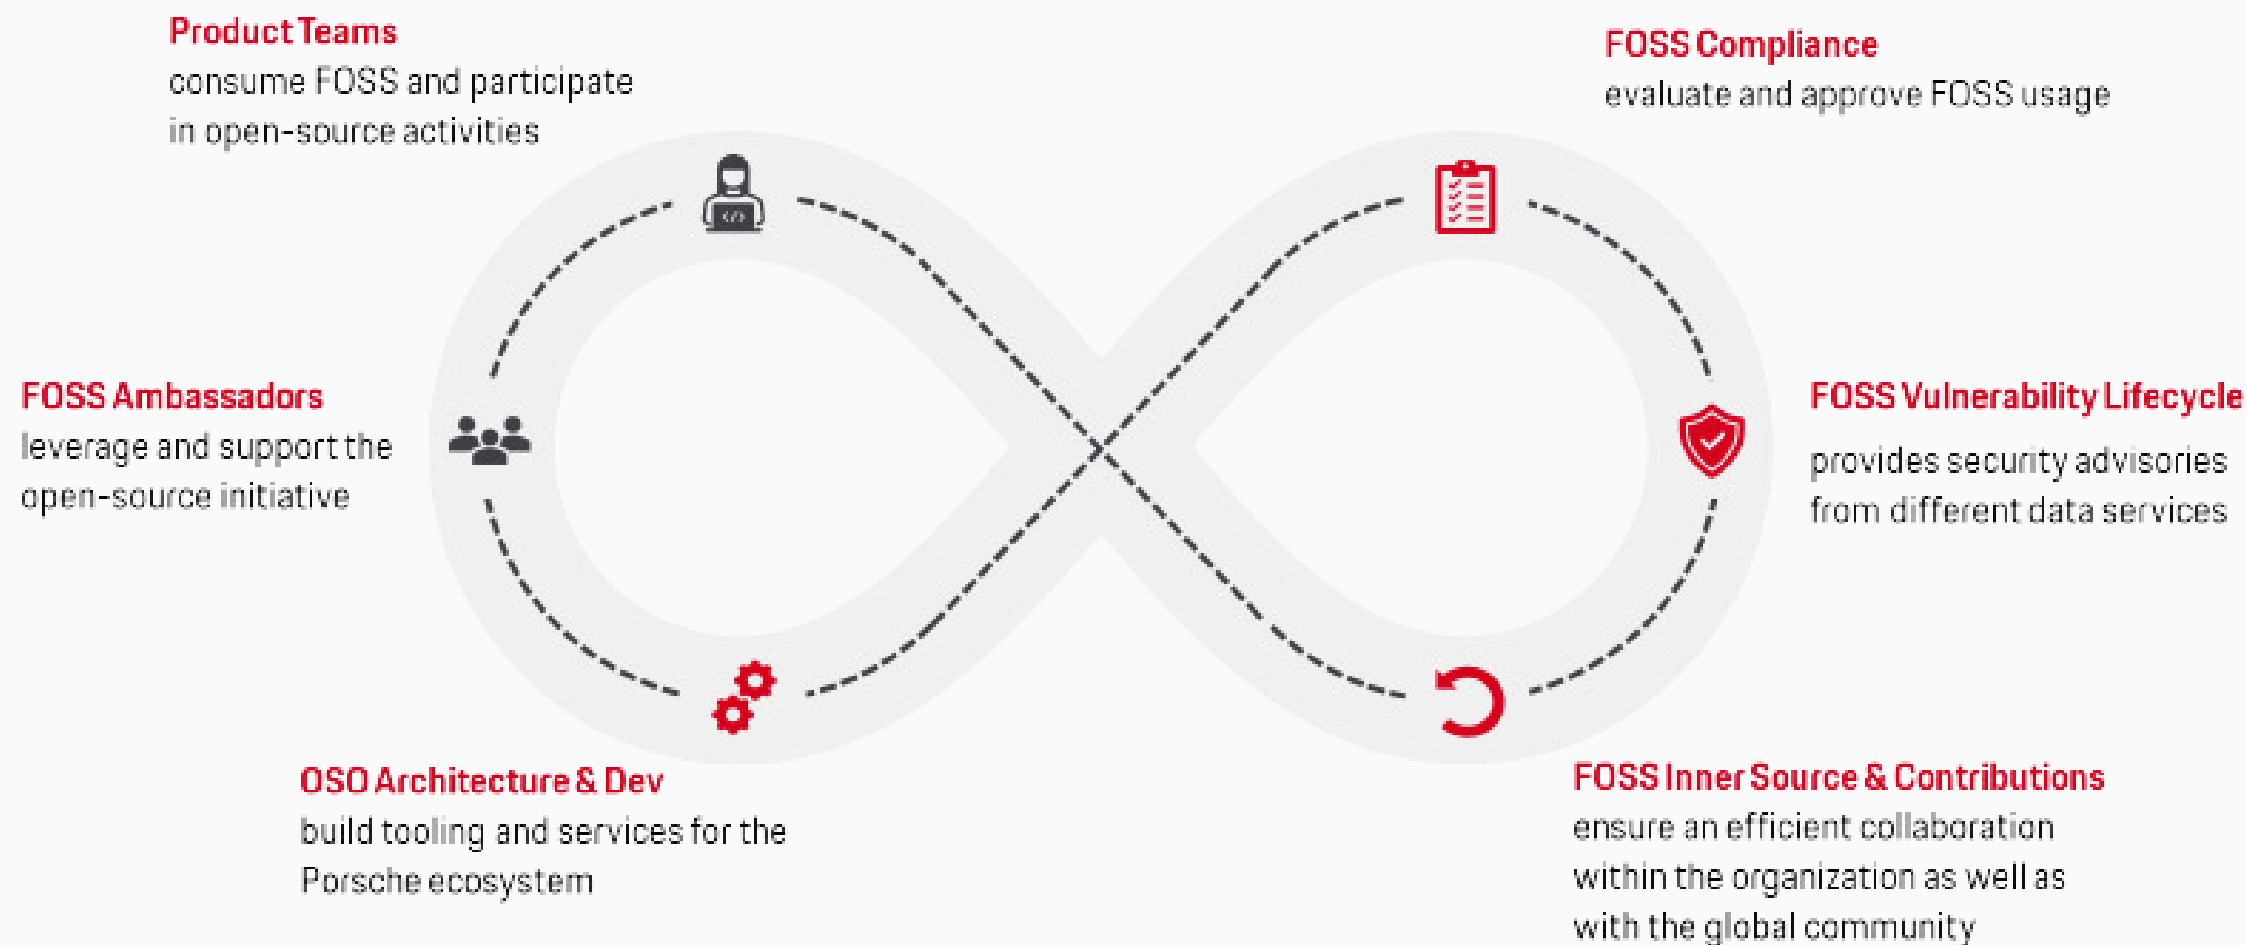 Product Teams
consume FOSS and participate
in open-source activities
FOSS Compliance
evaluate and approve FOSS usage
FOSS Ambassadors
leverage and support the
open-source initiative
FOSS Vulnerability Lifecycle
provides security advisories
from different data services
OSO Architecture & Dev
build tooling and services for the
Porsche ecosystem
FOSS Inner Source & Contributions
ensure an efficient collaboration
within the organization as well as
with the global community